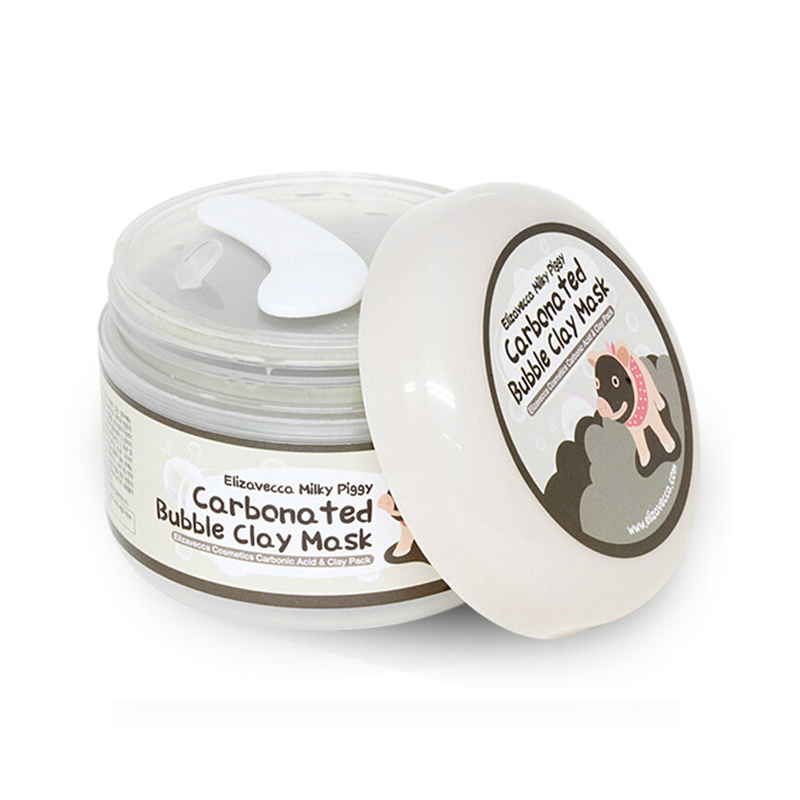 Elizavecca Milky Piggy
Carbonated
Bubble Clay Mask
Elizavecca Cosmetics Carbonic Acid & Clay Pack
www.elizavecca.com
Elizavecca Milky Piggy
Carbonated
Bubble Clay Mask
Elizavecca Cosmetics Carbonic Acid & Clay Pack